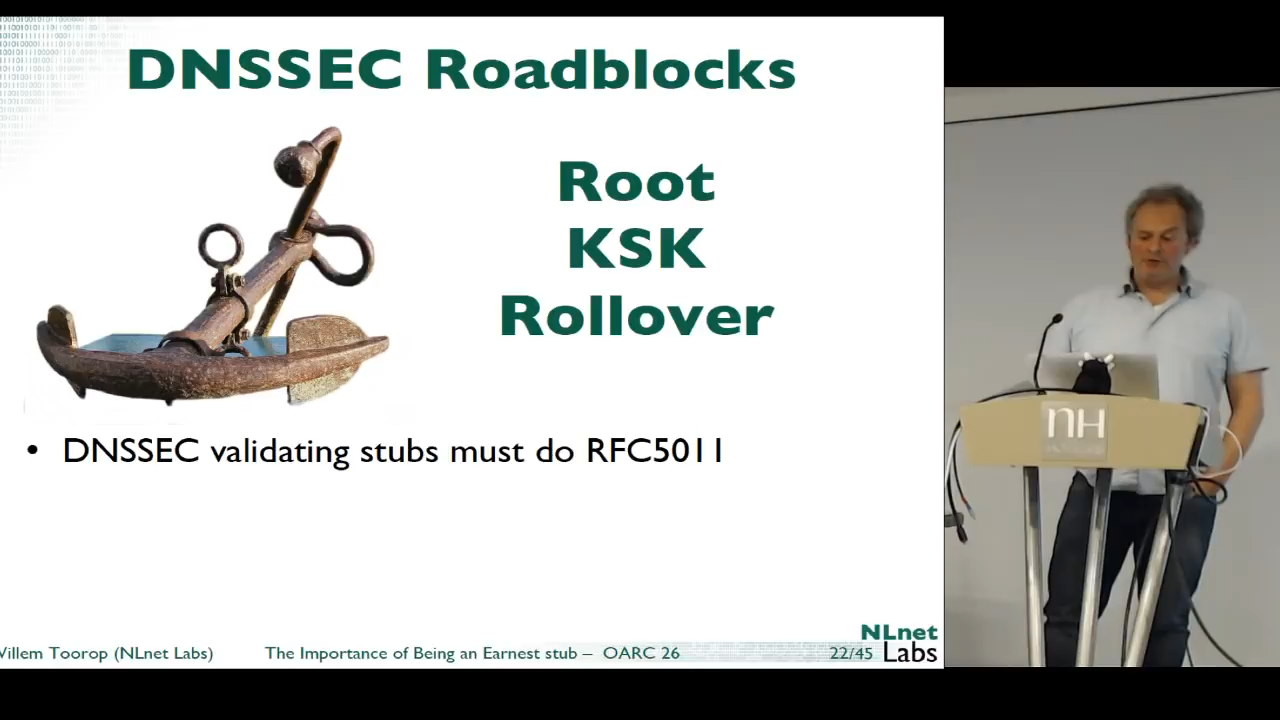 DNSSEC Roadblocks
Root
KSK
Rollover
• DNSSEC validating stubs must do RFC5011
Villem Toorop (NLnet Labs)
The Importance of Being an Earnest stub – OARC 26
22/45
NLnet
Labs
nH